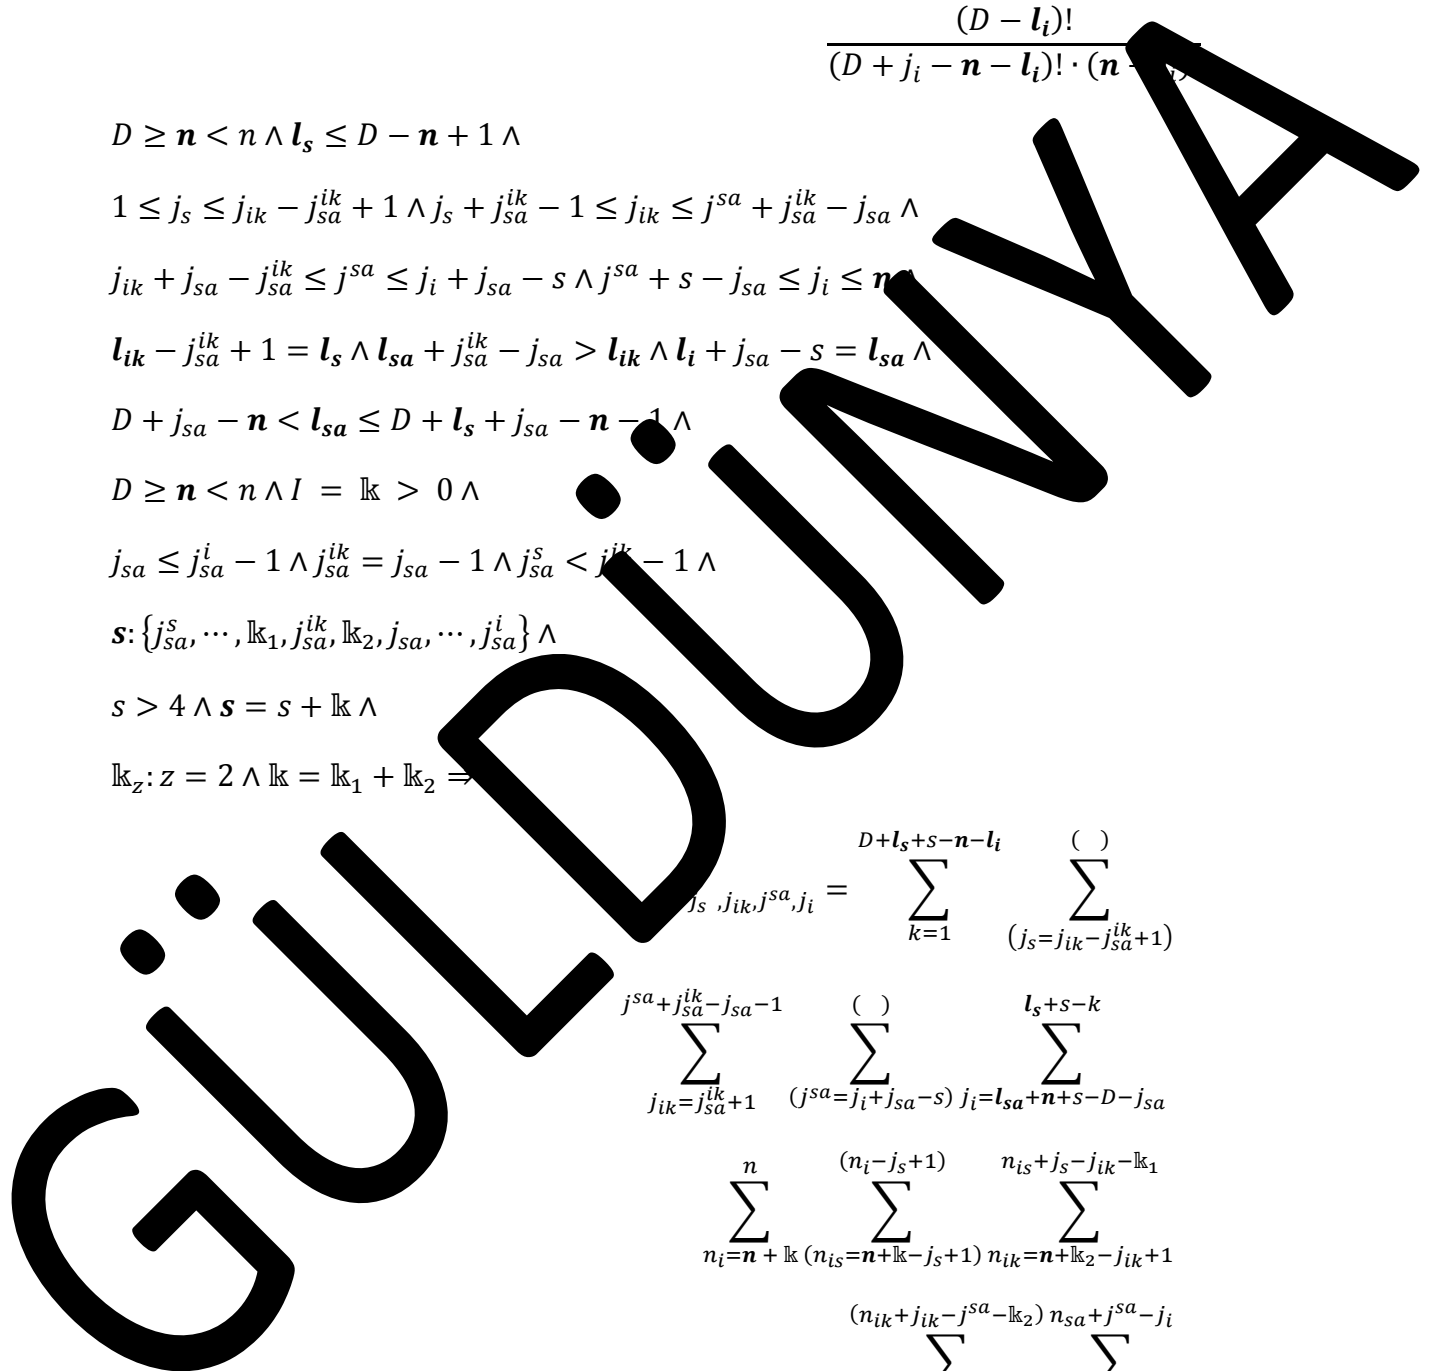 (D − l_i)!
(D + j_i − n − l_i)! · (n
D ≥ n < n ∧ l_s ≤ D − n + 1 ∧
1 ≤ j_s ≤ j_ik − j_sa^ik + 1 ∧ j_s + j_sa^ik − 1 ≤ j_ik ≤ j^sa + j_sa^ik − j_sa ∧
j_ik + j_sa − j_sa^ik ≤ j^sa ≤ j_i + j_sa − s ∧ j^sa + s − j_sa ≤ j_i ≤ n ∧
l_ik − j_sa^ik + 1 = l_s ∧ l_sa + j_sa^ik − j_sa > l_ik ∧ l_i + j_sa − s = l_sa ∧
D + j_sa − n < l_sa ≤ D + l_s + j_sa − n − 1 ∧
D ≥ n < n ∧ I = 𝕜 > 0 ∧
j_sa ≤ j_sa^i − 1 ∧ j_sa^ik = j_sa − 1 ∧ j_sa^s < j^ik − 1 ∧
s: {j_sa^s, ⋯, 𝕜_1, j_sa^ik, 𝕜_2, j_sa, ⋯, j_sa^i} ∧
s > 4 ∧ s = s + 𝕜 ∧
𝕜_z: z = 2 ∧ 𝕜 = 𝕜_1 + 𝕜_2 ⇒
D+l_s+s−n−l_i ( )
j_s ,j_ik,j^sa,j_i = ∑ ∑
k=1 (j_s=j_ik−j_sa^ik+1)
j^sa+j_sa^ik−j_sa−1 ( ) l_s+s−k
∑ ∑ ∑
j_ik=j_sa^ik+1 (j^sa=j_i+j_sa−s) j_i=l_sa+n+s−D−j_sa
n (n_i−j_s+1) n_is+j_s−j_ik−𝕜_1
∑ ∑ ∑
n_i=n+𝕜 (n_is=n+𝕜−j_s+1) n_ik=n+𝕜_2−j_ik+1
(n_ik+j_ik−j^sa−𝕜_2) n_sa+j^sa−j_i
∑ ∑
GÜLDÜNYA